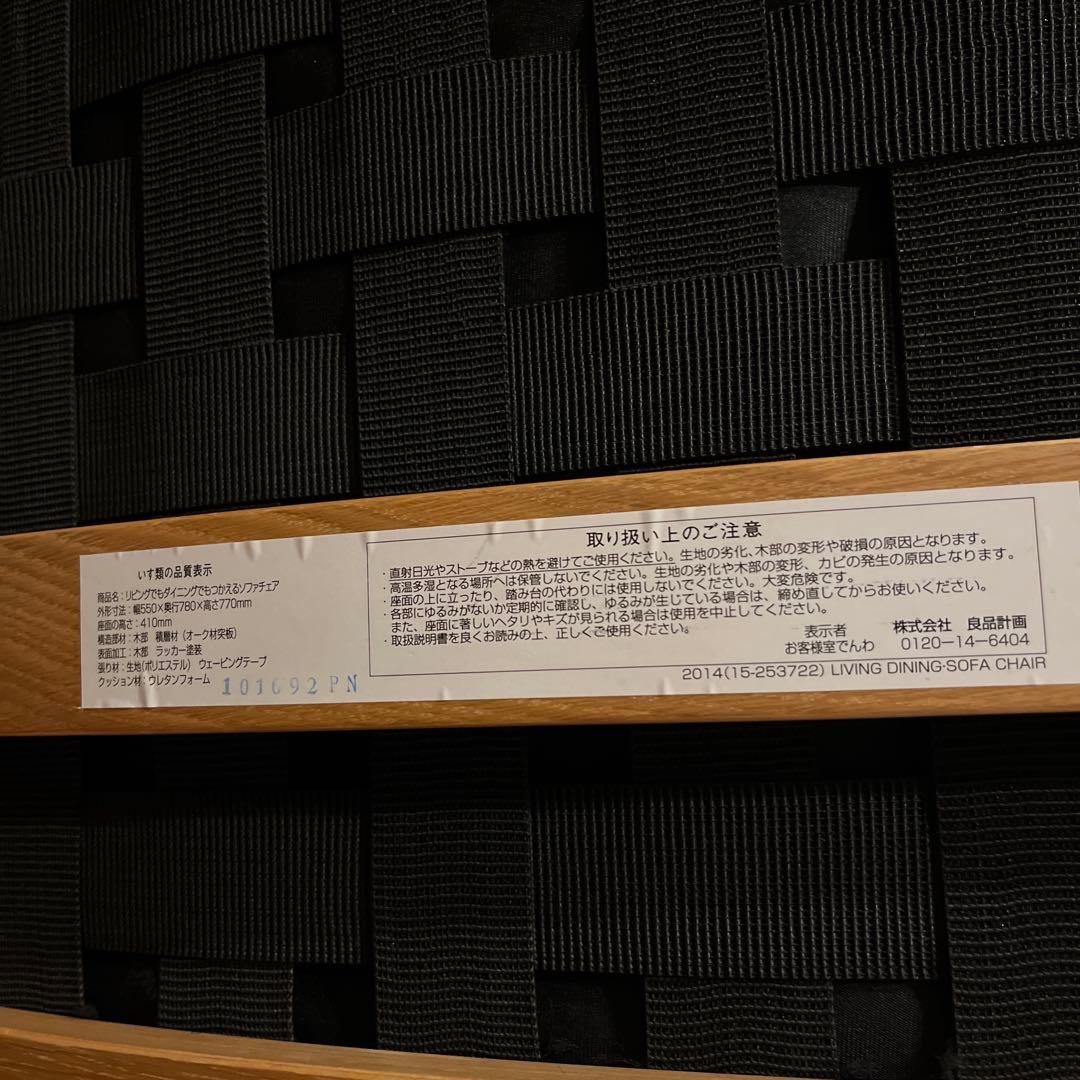 いす類の品質表示
商品名：リビングでもダイニングでもつかえるソファチェア
外形寸法：幅550×奥行780×高さ770mm
座面の高さ：410mm
構造部材：木部 積層材（オーク材突板）
表面加工：木部 ラッカー塗装
張り材：生地（ポリエステル） ウェービングテープ
クッション材：ウレタンフォーム
101692PN
取り扱い上のご注意
・直射日光やストーブなどの熱を避けてご使用ください。生地の劣化、木部の変形や破損の原因となります。
・高温多湿となる場所へは保管しないでください。生地の劣化や木部の変形、カビの発生の原因となります。
・座面の上に立ったり、踏み台の代わりには使用しないでください。大変危険です。
・各部にゆるみがないか定期的に確認し、ゆるみが生じている場合は、締め直してからお使いください。
また、座面に著しいヘタリやキズが見られる場合は使用を中止してください。
・取扱説明書を良くお読みの上、正しくご使用ください。
表示者 株式会社 良品計画
お客様室でんわ 0120-14-6404
2014(15-253722) LIVING DINING・SOFA CHAIR